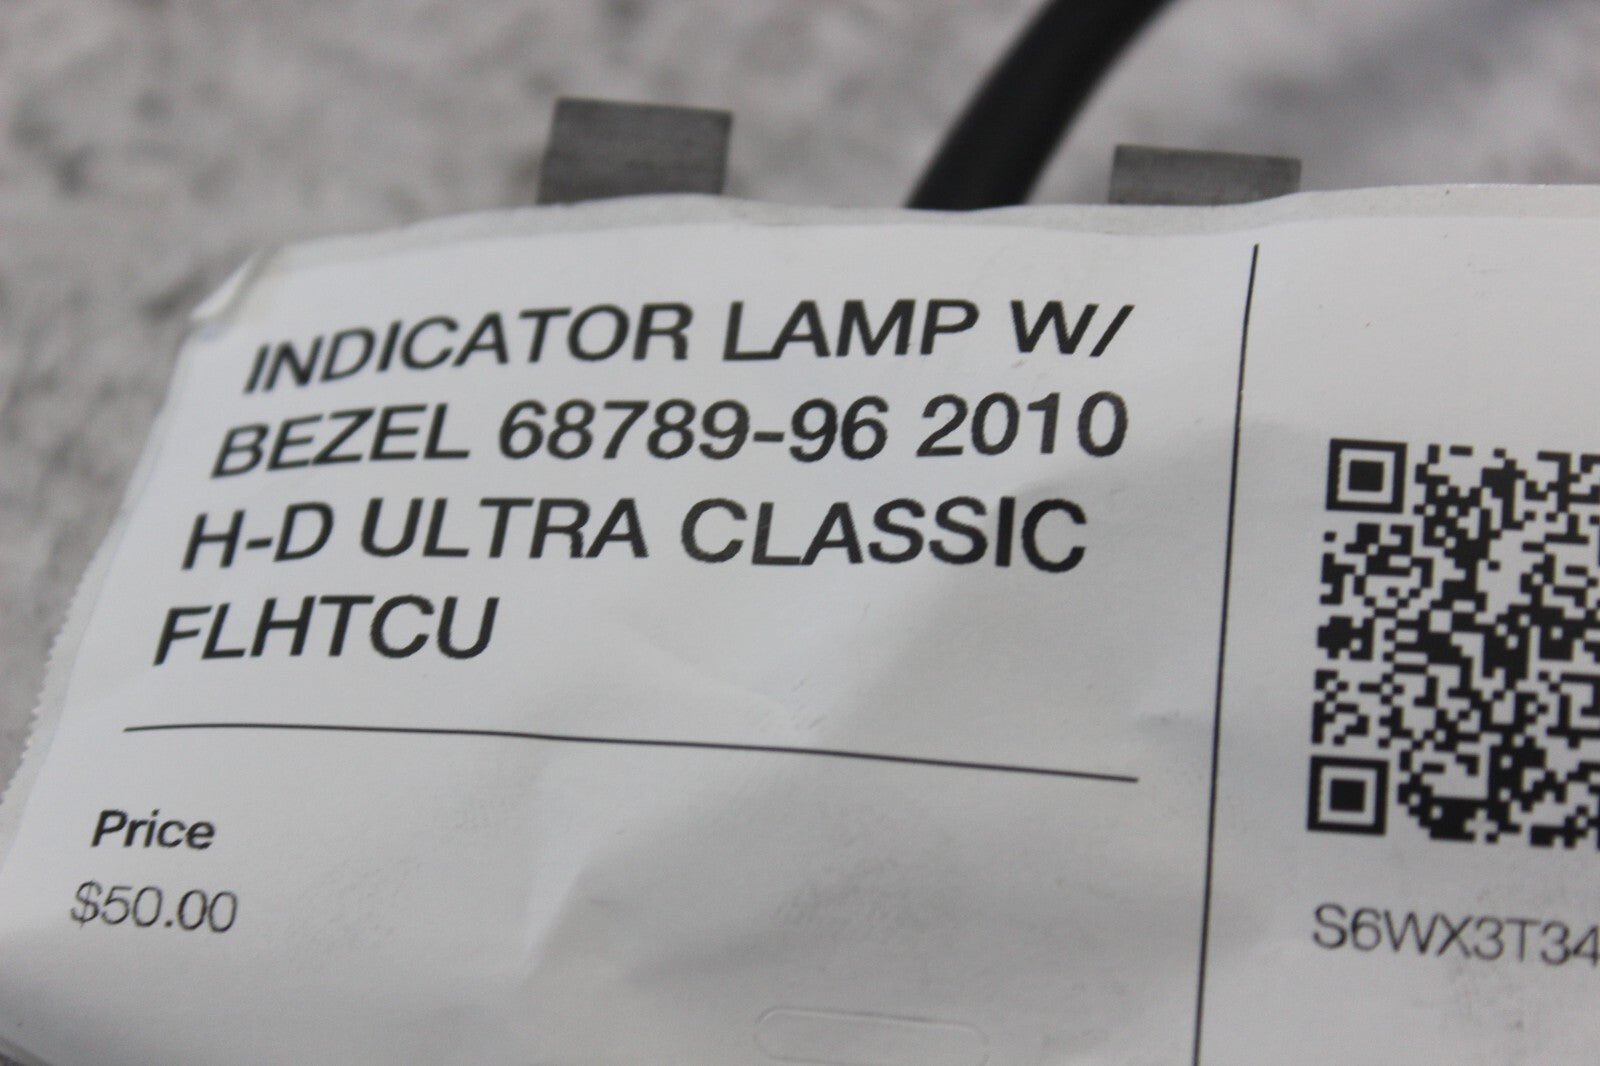 INDICATOR LAMP W/
BEZEL 68789-96 2010
H-D ULTRA CLASSIC
FLHTCU
Price
$50.00
S6WX3T34